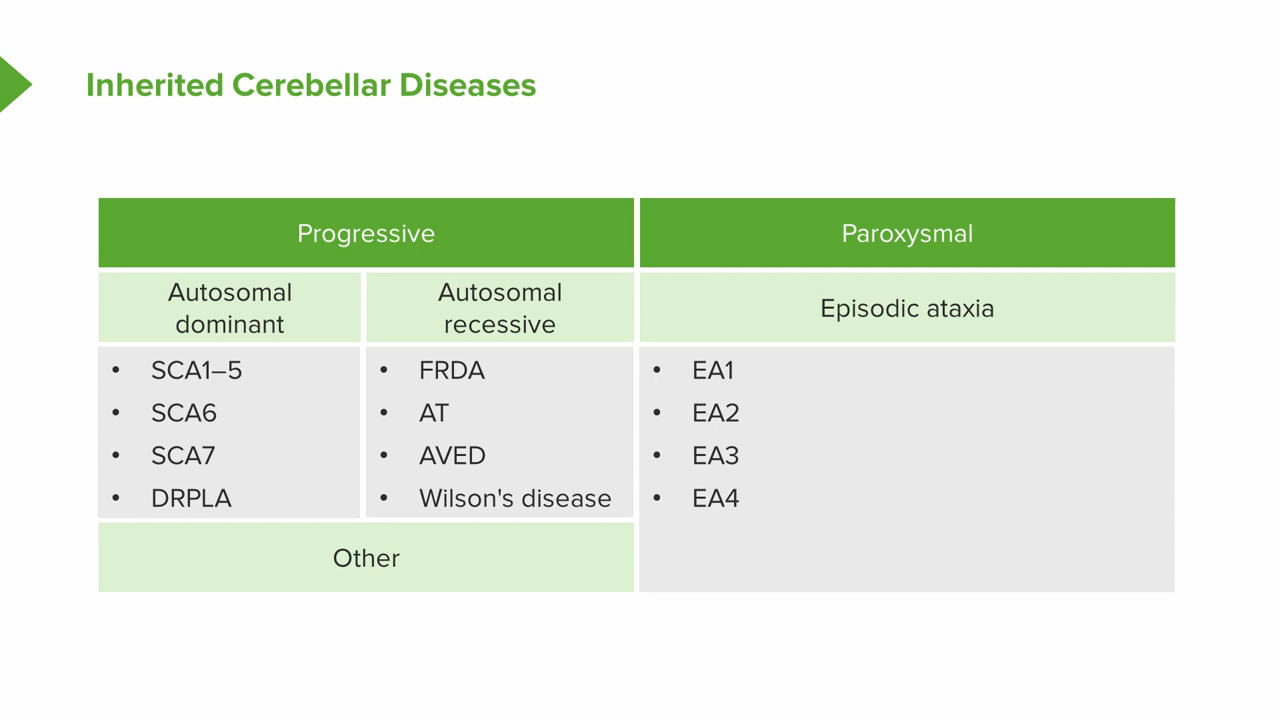 Inherited Cerebellar Diseases
Progressive
Paroxysmal
Autosomal
dominant
Autosomal
recessive
Episodic ataxia
• SCA1–5
• SCA6
• SCA7
• DRPLA
• FRDA
• AT
• AVED
• Wilson's disease
• EA1
• EA2
• EA3
• EA4
Other